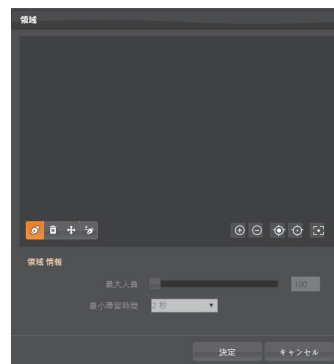 領域
領域 情報
最大人員 100
最小滞留時間 2 秒
決定 キャンセル